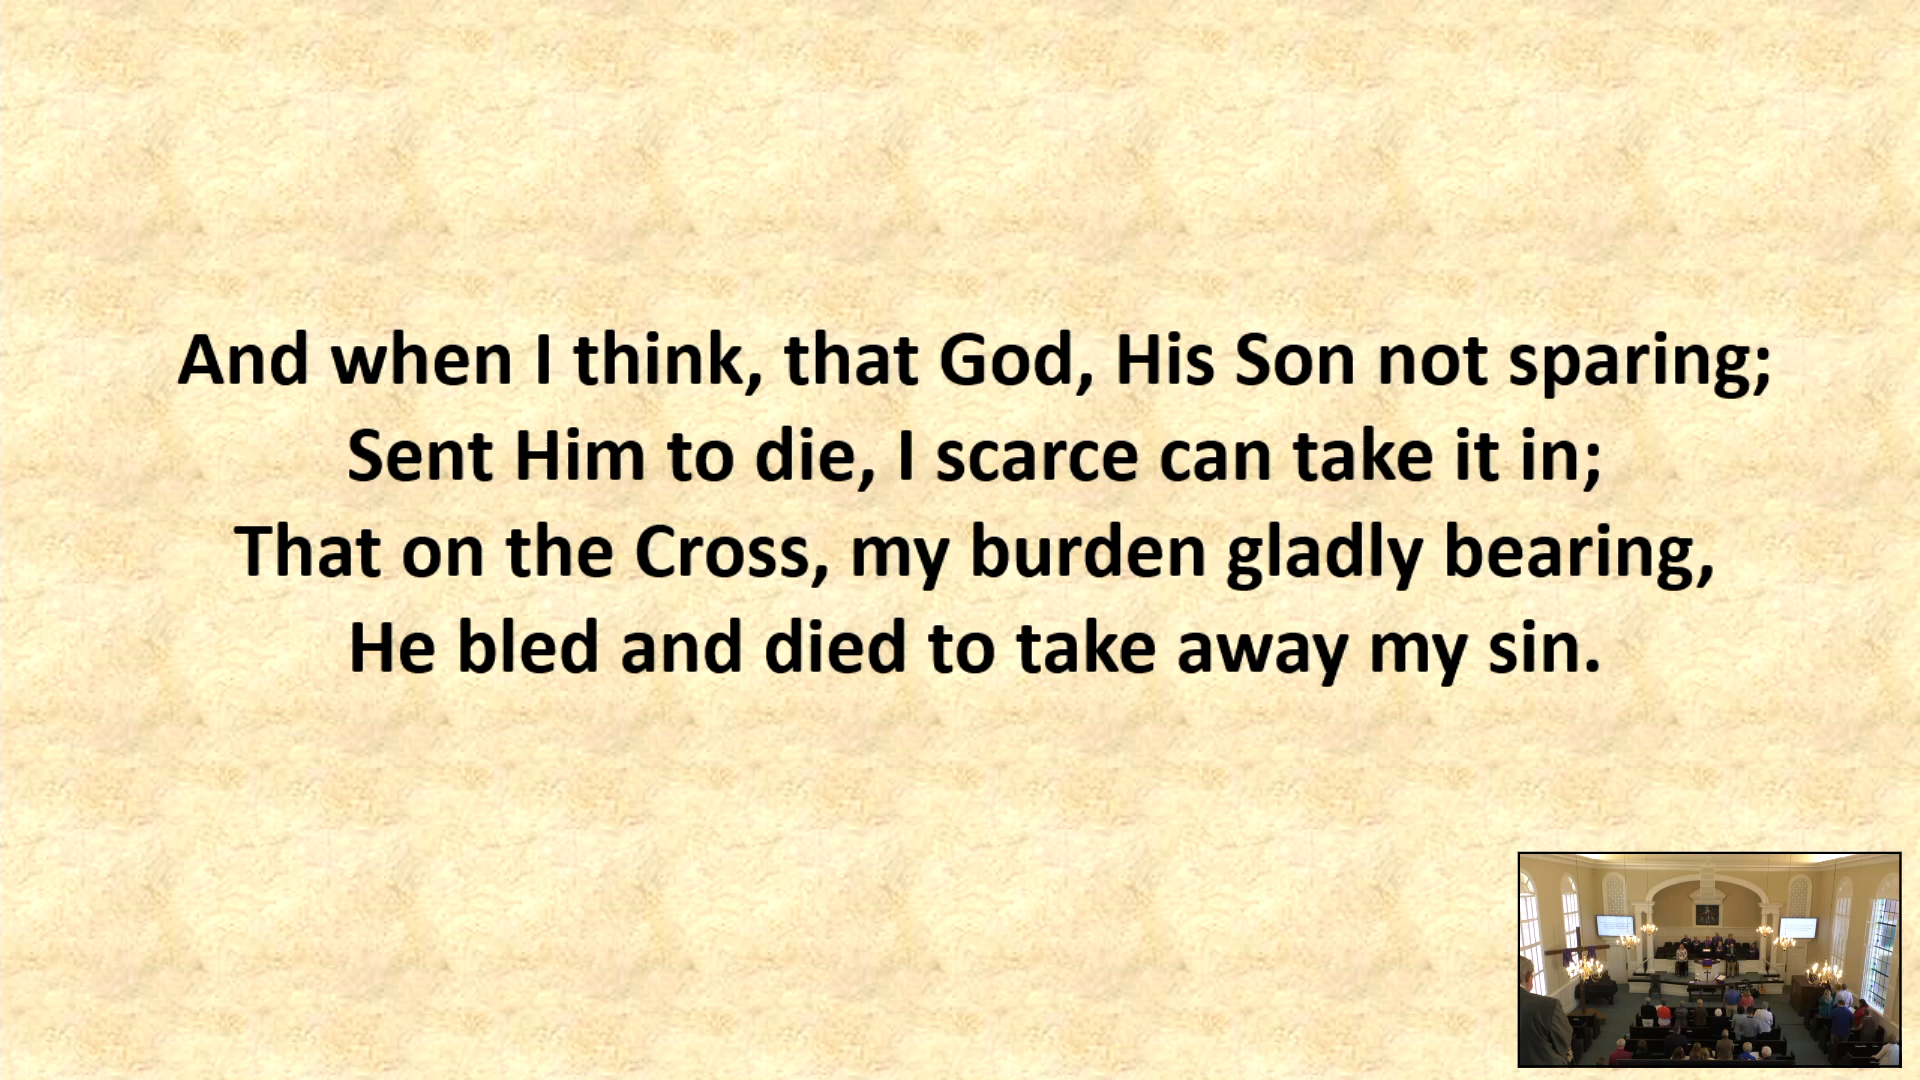 And when I think, that God, His Son not sparing;
Sent Him to die, I scarce can take it in;
That on the Cross, my burden gladly bearing,
He bled and died to take away my sin.